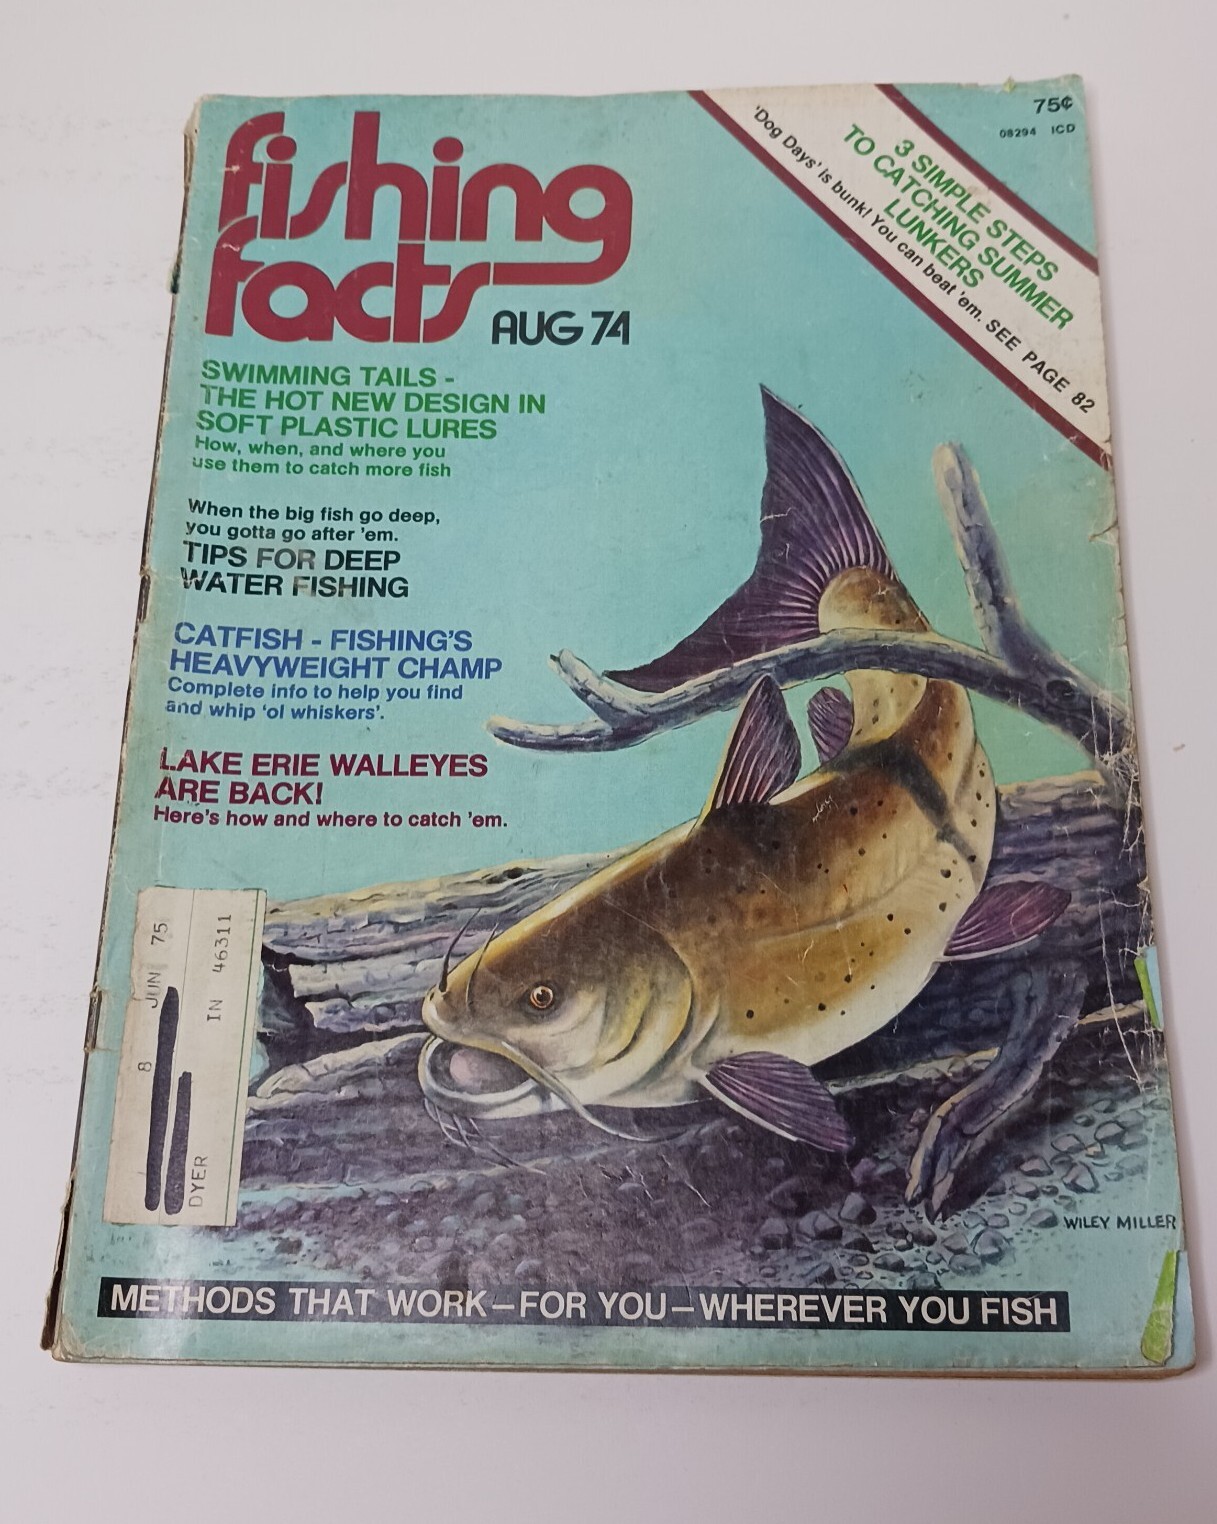 fishing
facts
AUG 74
75¢
08294 ICD
3 SIMPLE STEPS
TO CATCHING SUMMER
LUNKERS
'Dog Days' is bunk! You can beat 'em. SEE PAGE 82
SWIMMING TAILS -
THE HOT NEW DESIGN IN
SOFT PLASTIC LURES
How, when, and where you
use them to catch more fish
When the big fish go deep,
you gotta go after 'em.
TIPS FOR DEEP
WATER FISHING
CATFISH - FISHING'S
HEAVYWEIGHT CHAMP
Complete info to help you find
and whip 'ol whiskers'.
LAKE ERIE WALLEYES
ARE BACK!
Here's how and where to catch 'em.
8 JUN 75
DYER IN 46311
WILEY MILLER
METHODS THAT WORK—FOR YOU—WHEREVER YOU FISH